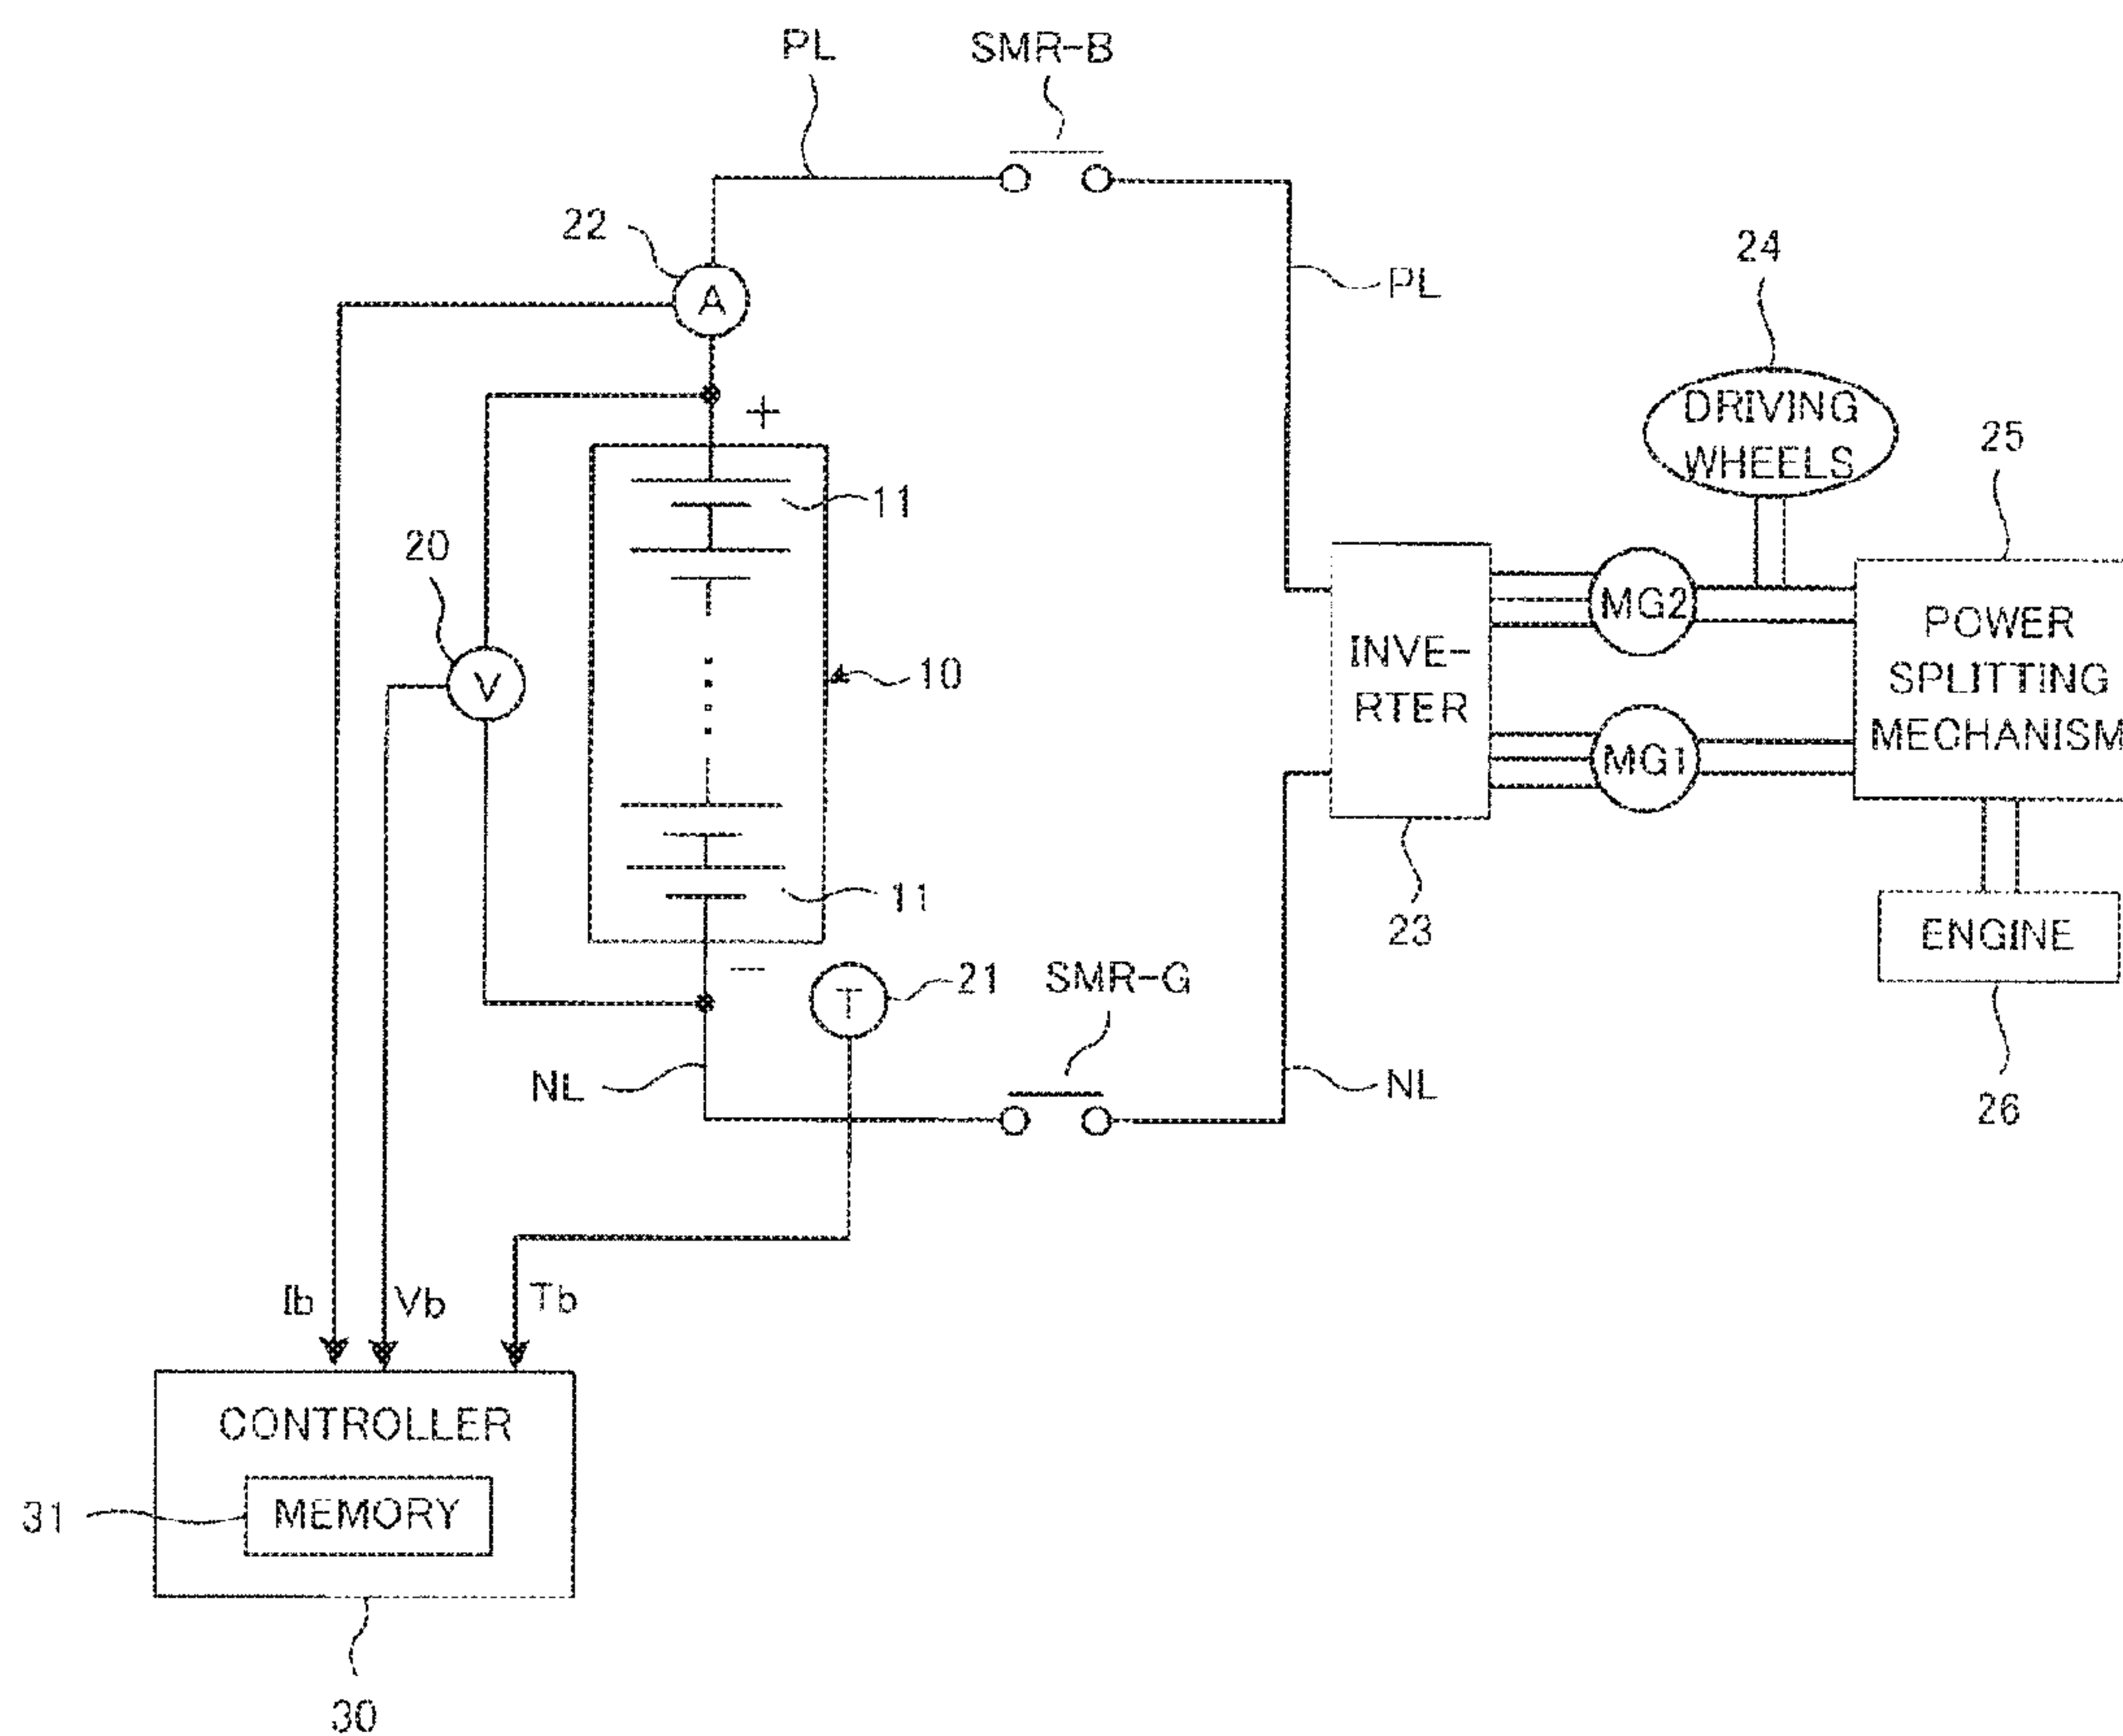 PL
SMR-B
22
A
PL
24
DRIVING
WHEELS
+
25
11
20
V
10
INVE-
RTER
MG2
MG1
POWER
SPLITTING
MECHANISM
11
23
ENGINE
−
T
21
SMR-G
NL
NL
26
Ib
Vb
Tb
CONTROLLER
MEMORY
31
30